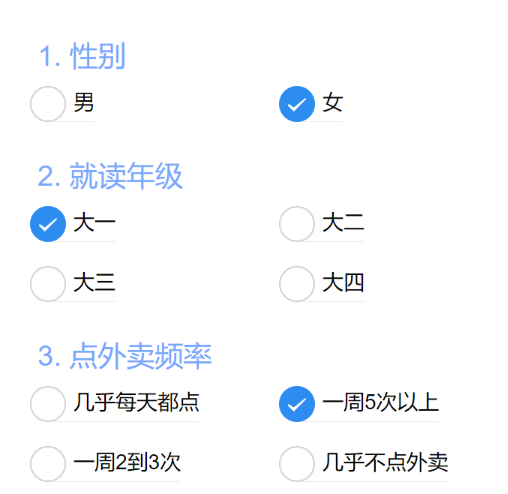 1. 性别
男 女
2. 就读年级
大一 大二
大三 大四
3. 点外卖频率
几乎每天都点 一周5次以上
一周2到3次 几乎不点外卖